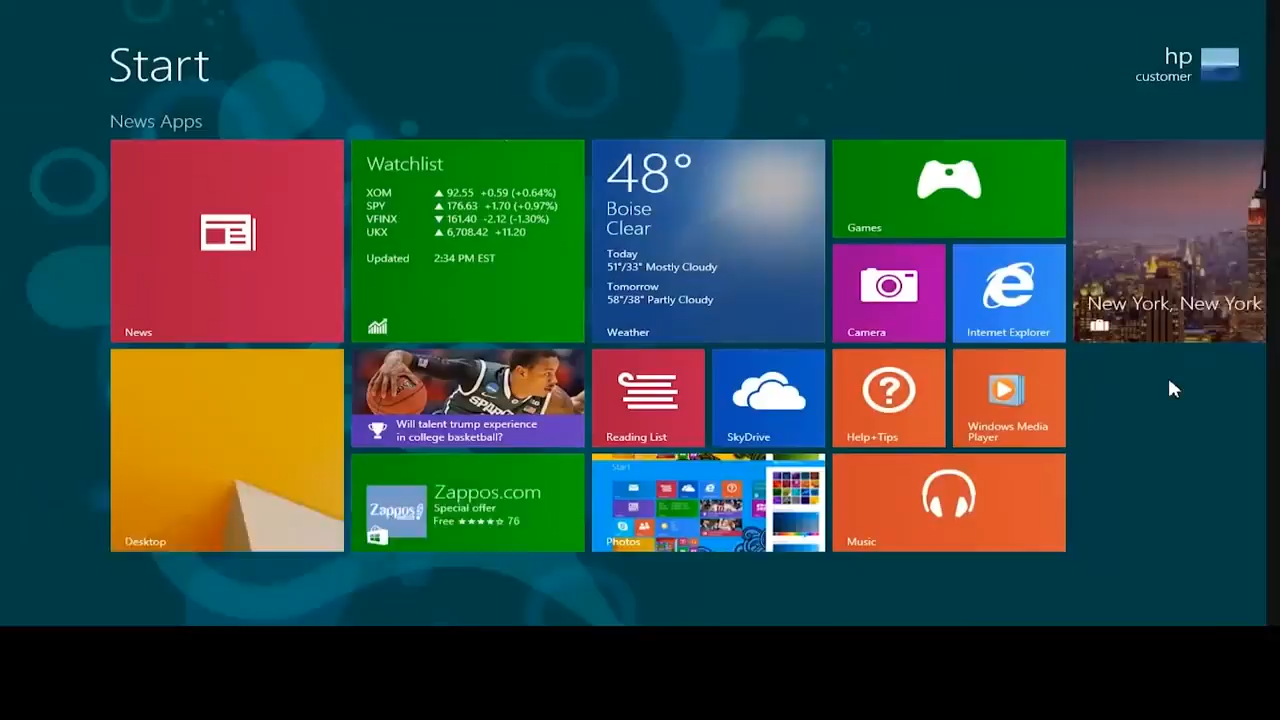 Start
hp
customer
News Apps
News
Watchlist
XOM ▲ 92.55 +0.59 (+0.64%)
SPY ▲ 176.63 +1.70 (+0.97%)
VFINX ▼ 161.40 -2.12 (-1.30%)
UKX ▲ 6,708.42 +11.20
Updated 2:34 PM EST
48°
Boise
Clear
Today
51°/33° Mostly Cloudy
Tomorrow
58°/38° Partly Cloudy
Weather
Games
Camera
Internet Explorer
New York, New York
Desktop
SPAR
Will talent trump experience
in college basketball?
Reading List
SkyDrive
Help+Tips
Windows Media
Player
Zappos
Zappos.com
Special offer
Free ★★★★☆ 76
Start
Photos
Music